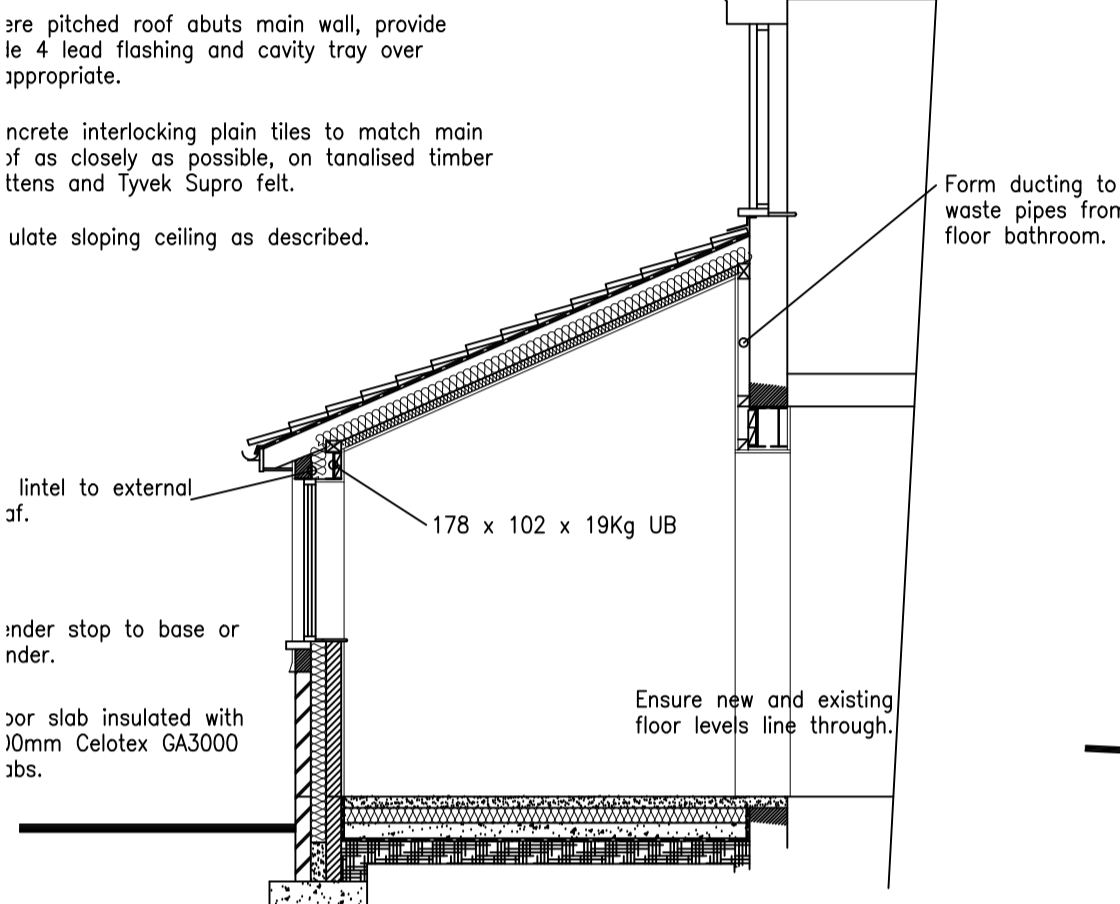 ere pitched roof abuts main wall, provide
le 4 lead flashing and cavity tray over
appropriate.
ncrete interlocking plain tiles to match main
of as closely as possible, on tanalised timber
ttens and Tyvek Supro felt.
ulate sloping ceiling as described.
Form ducting to
waste pipes from
floor bathroom.
lintel to external
af.
178 x 102 x 19Kg UB
ender stop to base or
nder.
Ensure new and existing
floor levels line through.
oor slab insulated with
00mm Celotex GA3000
abs.